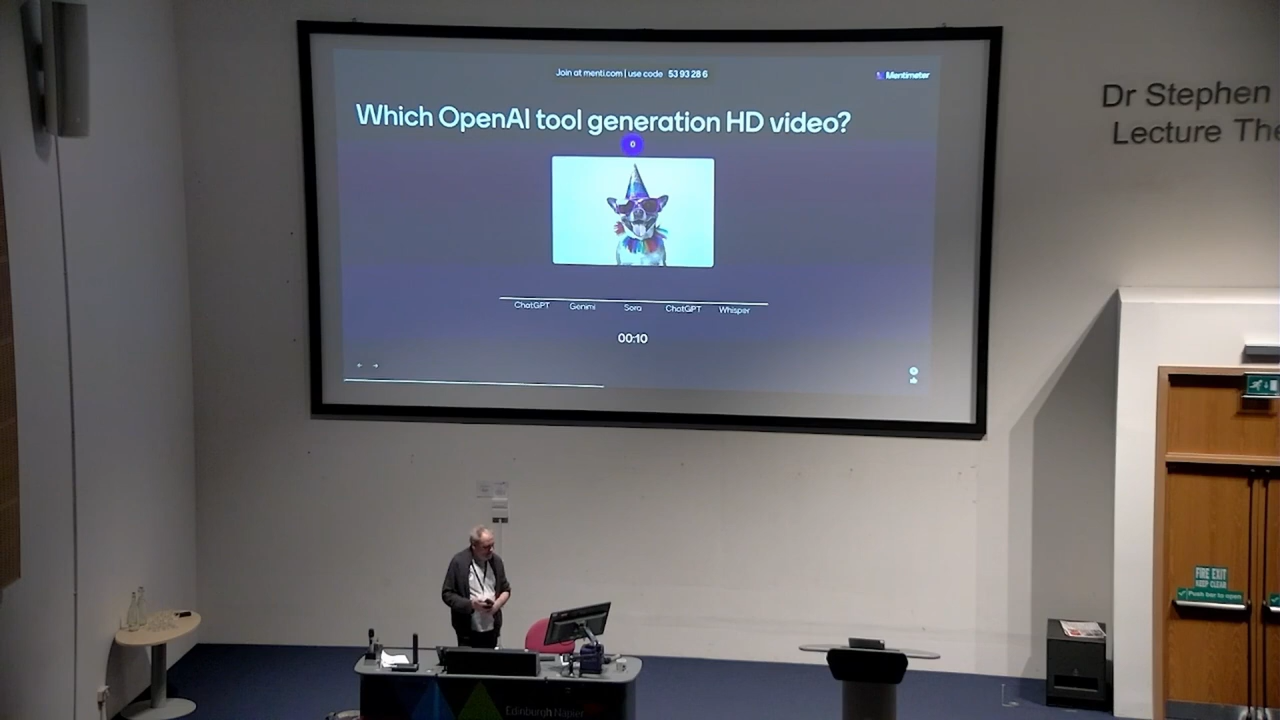 Join at menti.com | use code 53 93 28 6
Mentimeter
Which OpenAI tool generation HD video?
0
ChatGPT
Gemini
Sora
ChatGPT
Whisper
00:10
Dr Stephen
Lecture The
FIRE EXIT
KEEP CLEAR
Push bar to open
Edinburgh Napier